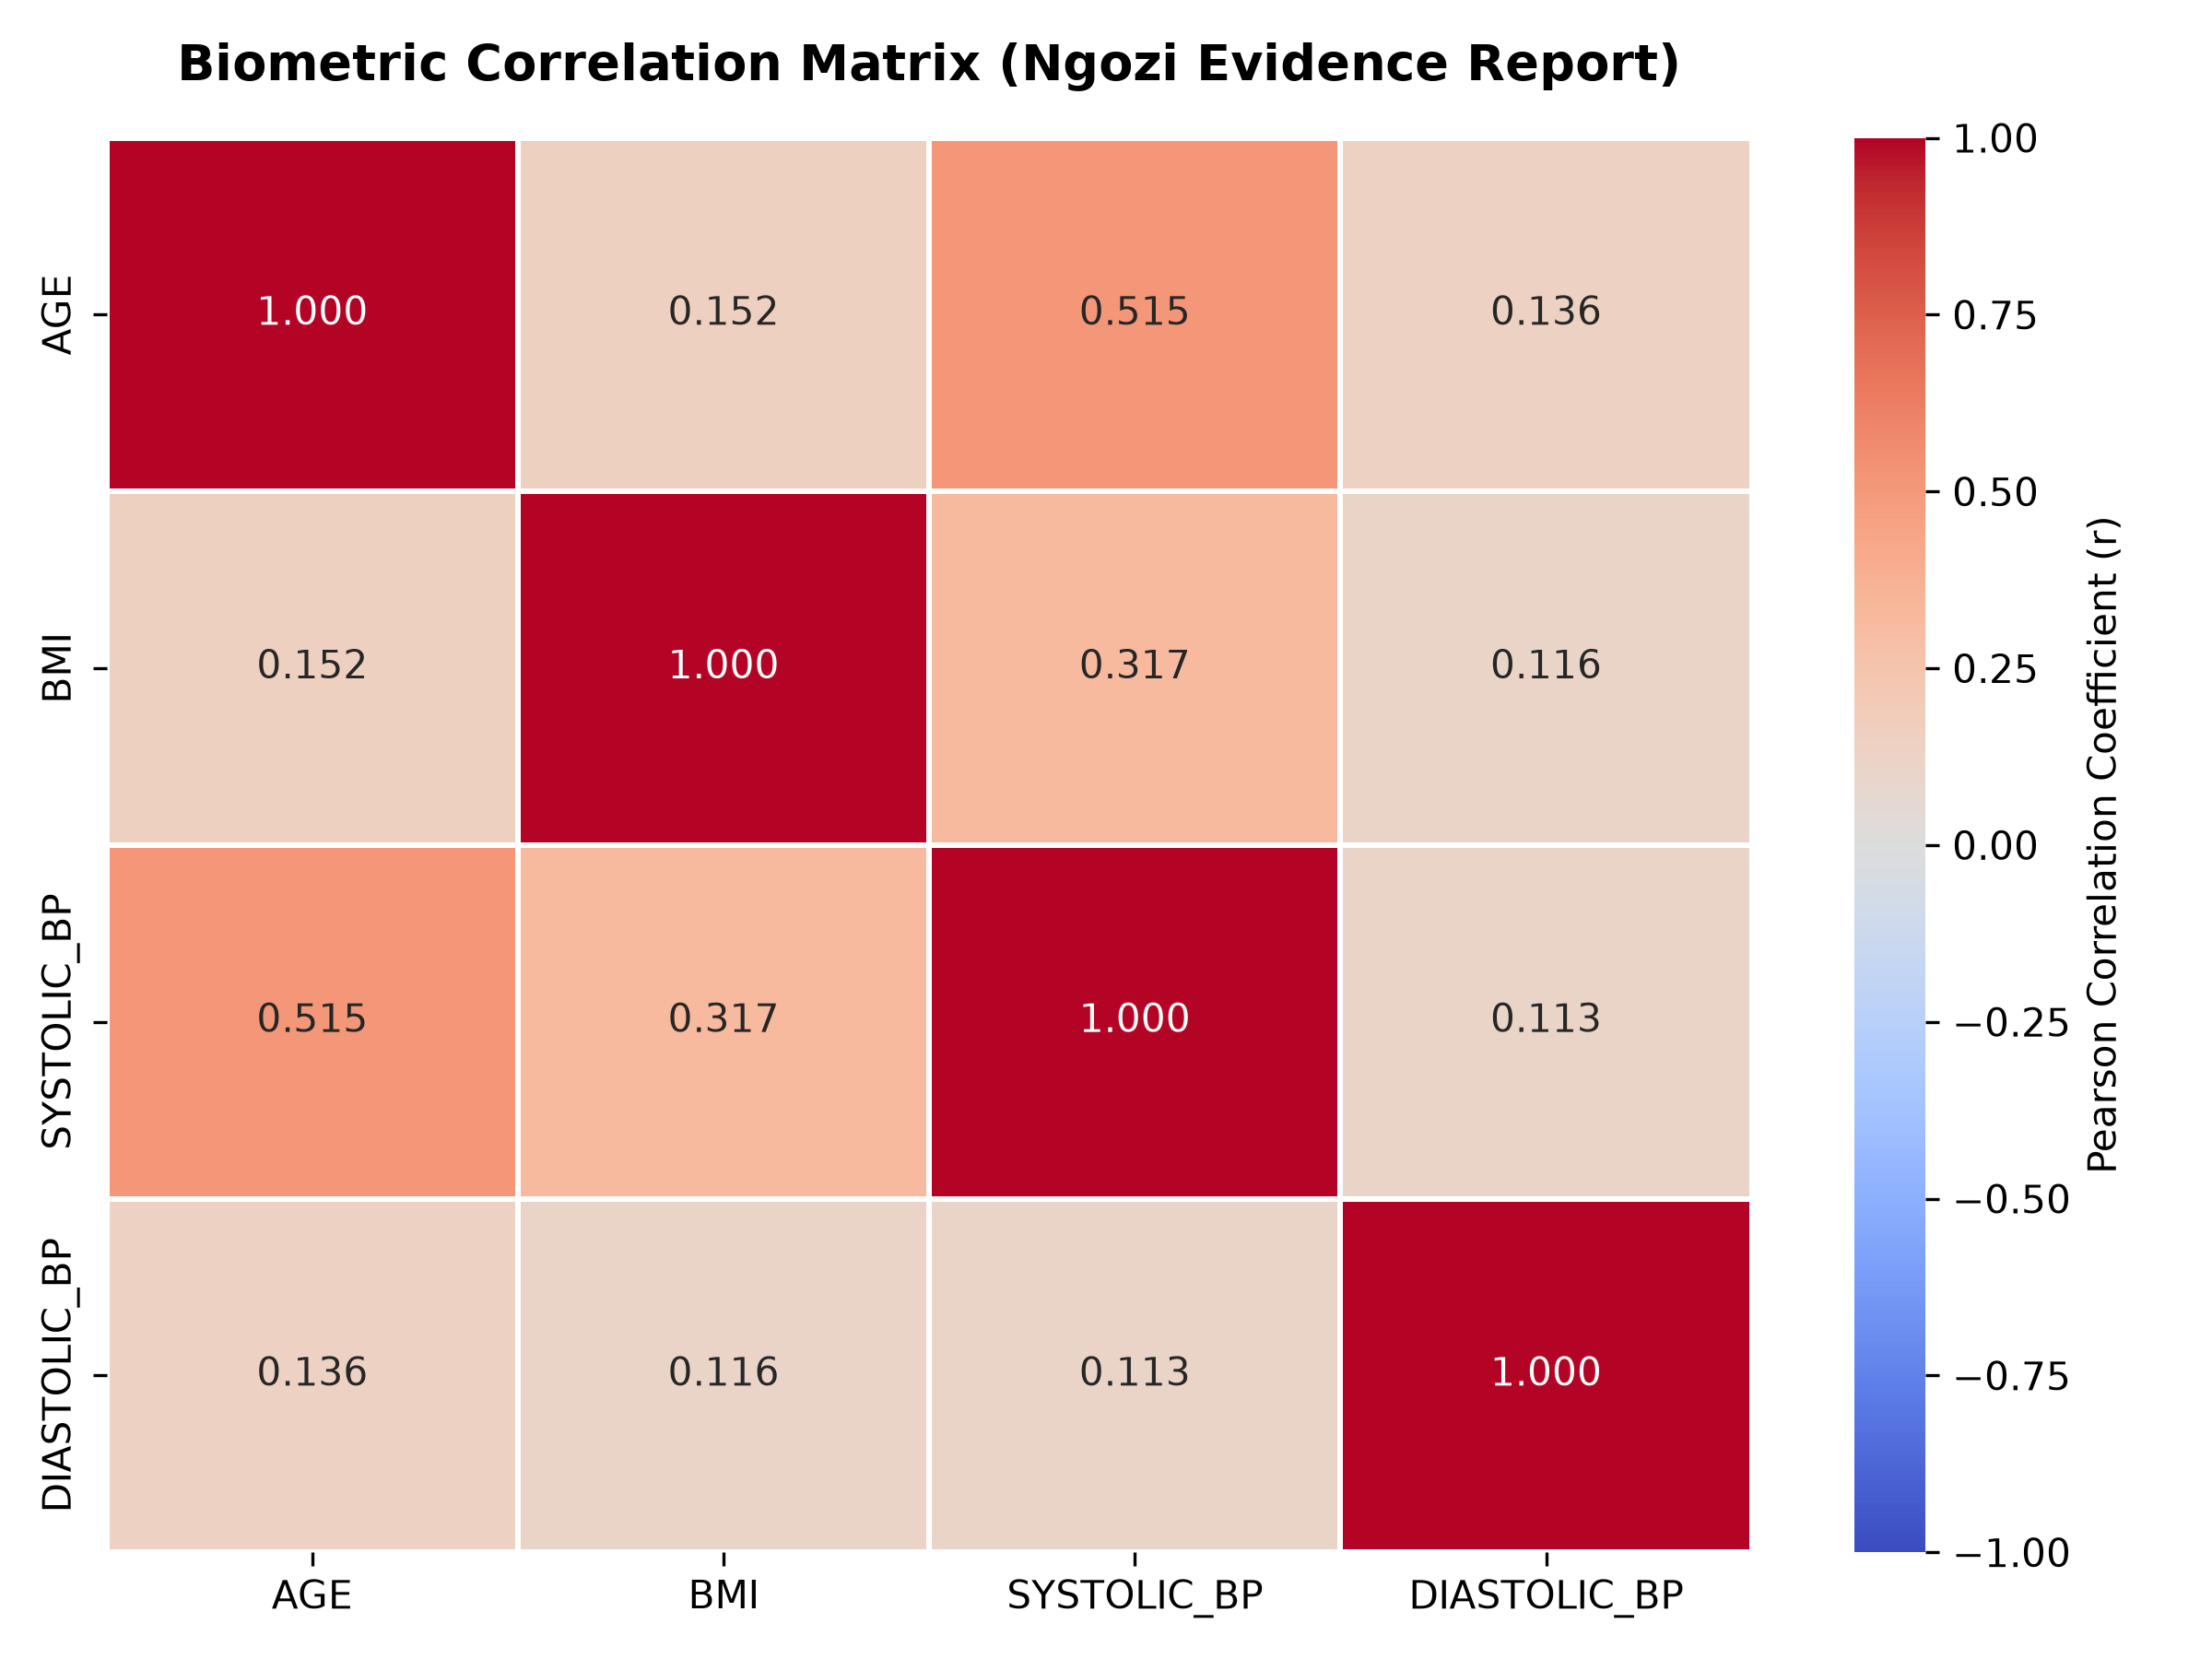 Biometric Correlation Matrix (Ngozi Evidence Report)
AGE
1.000 0.152 0.515 0.136
BMI
0.152 1.000 0.317 0.116
SYSTOLIC_BP
0.515 0.317 1.000 0.113
DIASTOLIC_BP
0.136 0.116 0.113 1.000
AGE BMI SYSTOLIC_BP DIASTOLIC_BP
1.00
0.75
0.50
0.25
0.00
−0.25
−0.50
−0.75
−1.00
Pearson Correlation Coefficient (r)